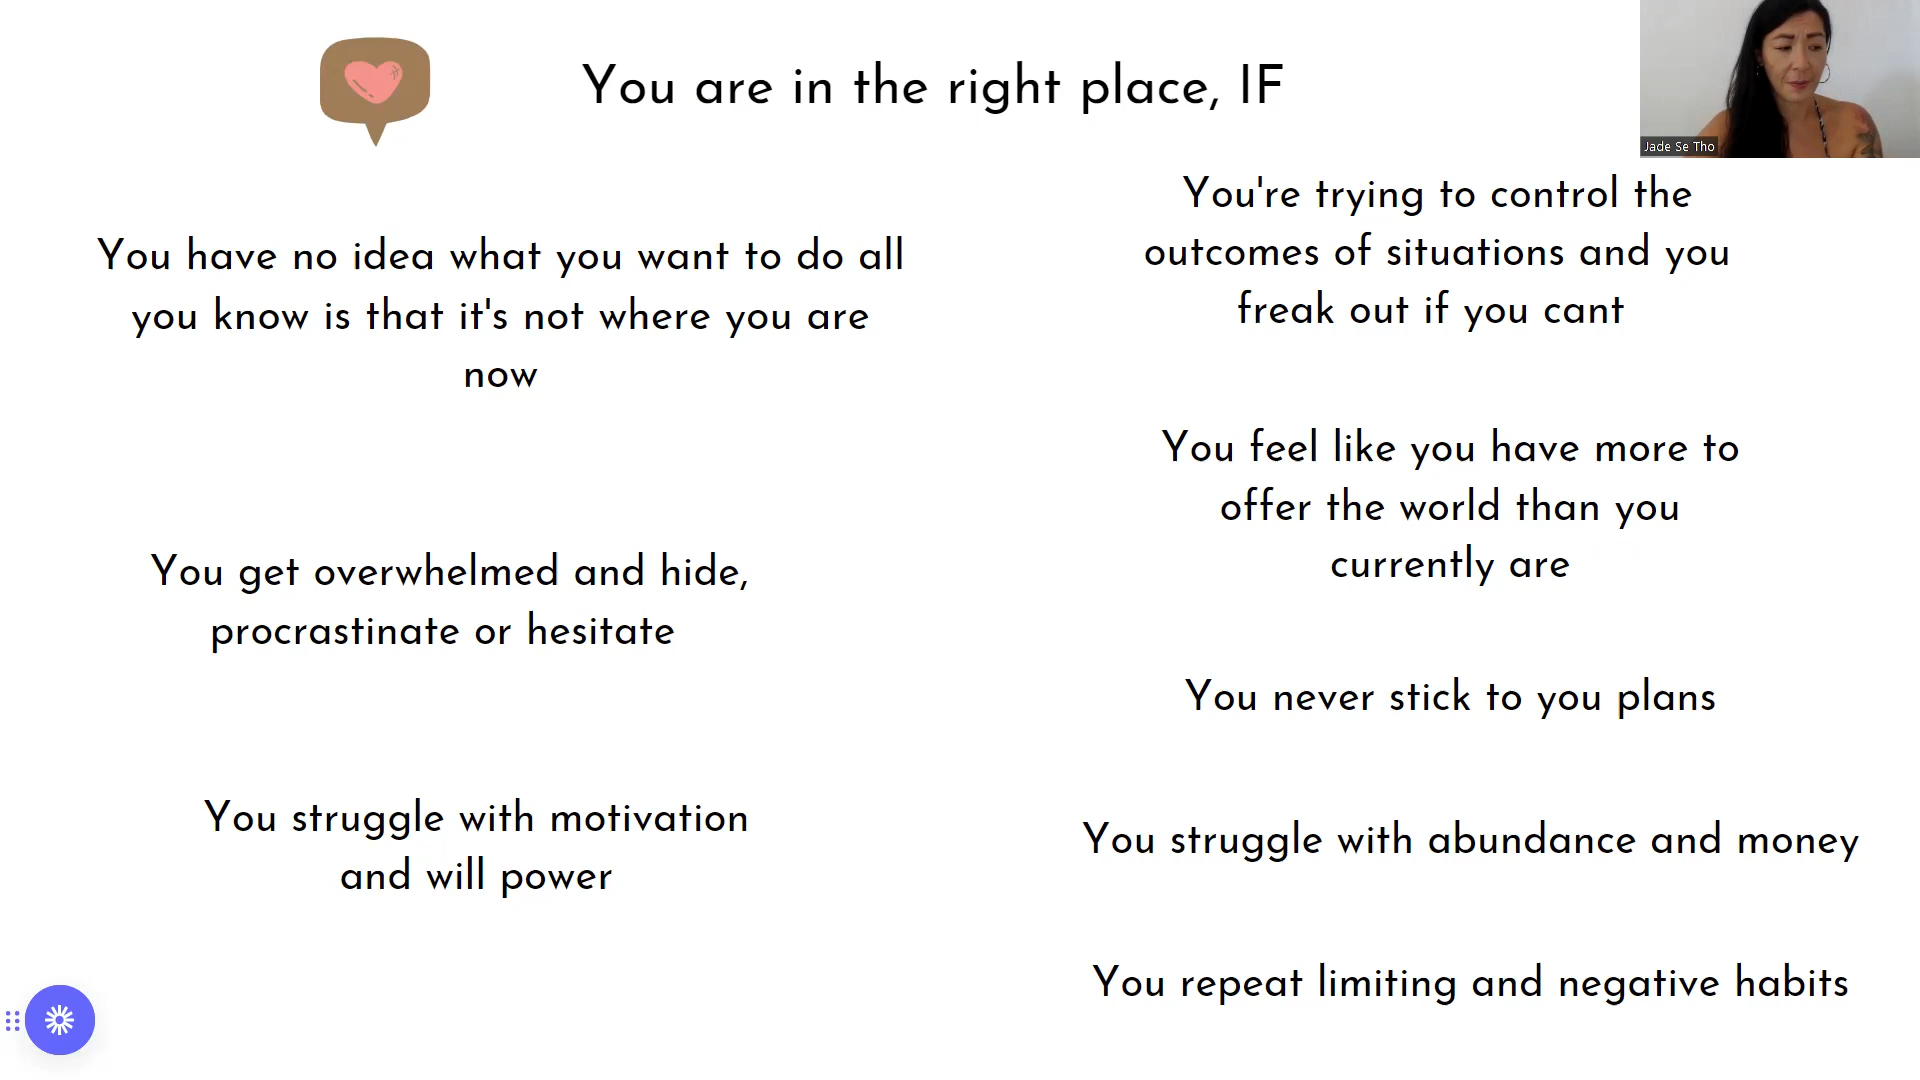 You are in the right place, IF
Jade Se Tho
You have no idea what you want to do all
you know is that it's not where you are
now
You get overwhelmed and hide,
procrastinate or hesitate
You struggle with motivation
and will power
You're trying to control the
outcomes of situations and you
freak out if you cant
You feel like you have more to
offer the world than you
currently are
You never stick to you plans
You struggle with abundance and money
You repeat limiting and negative habits